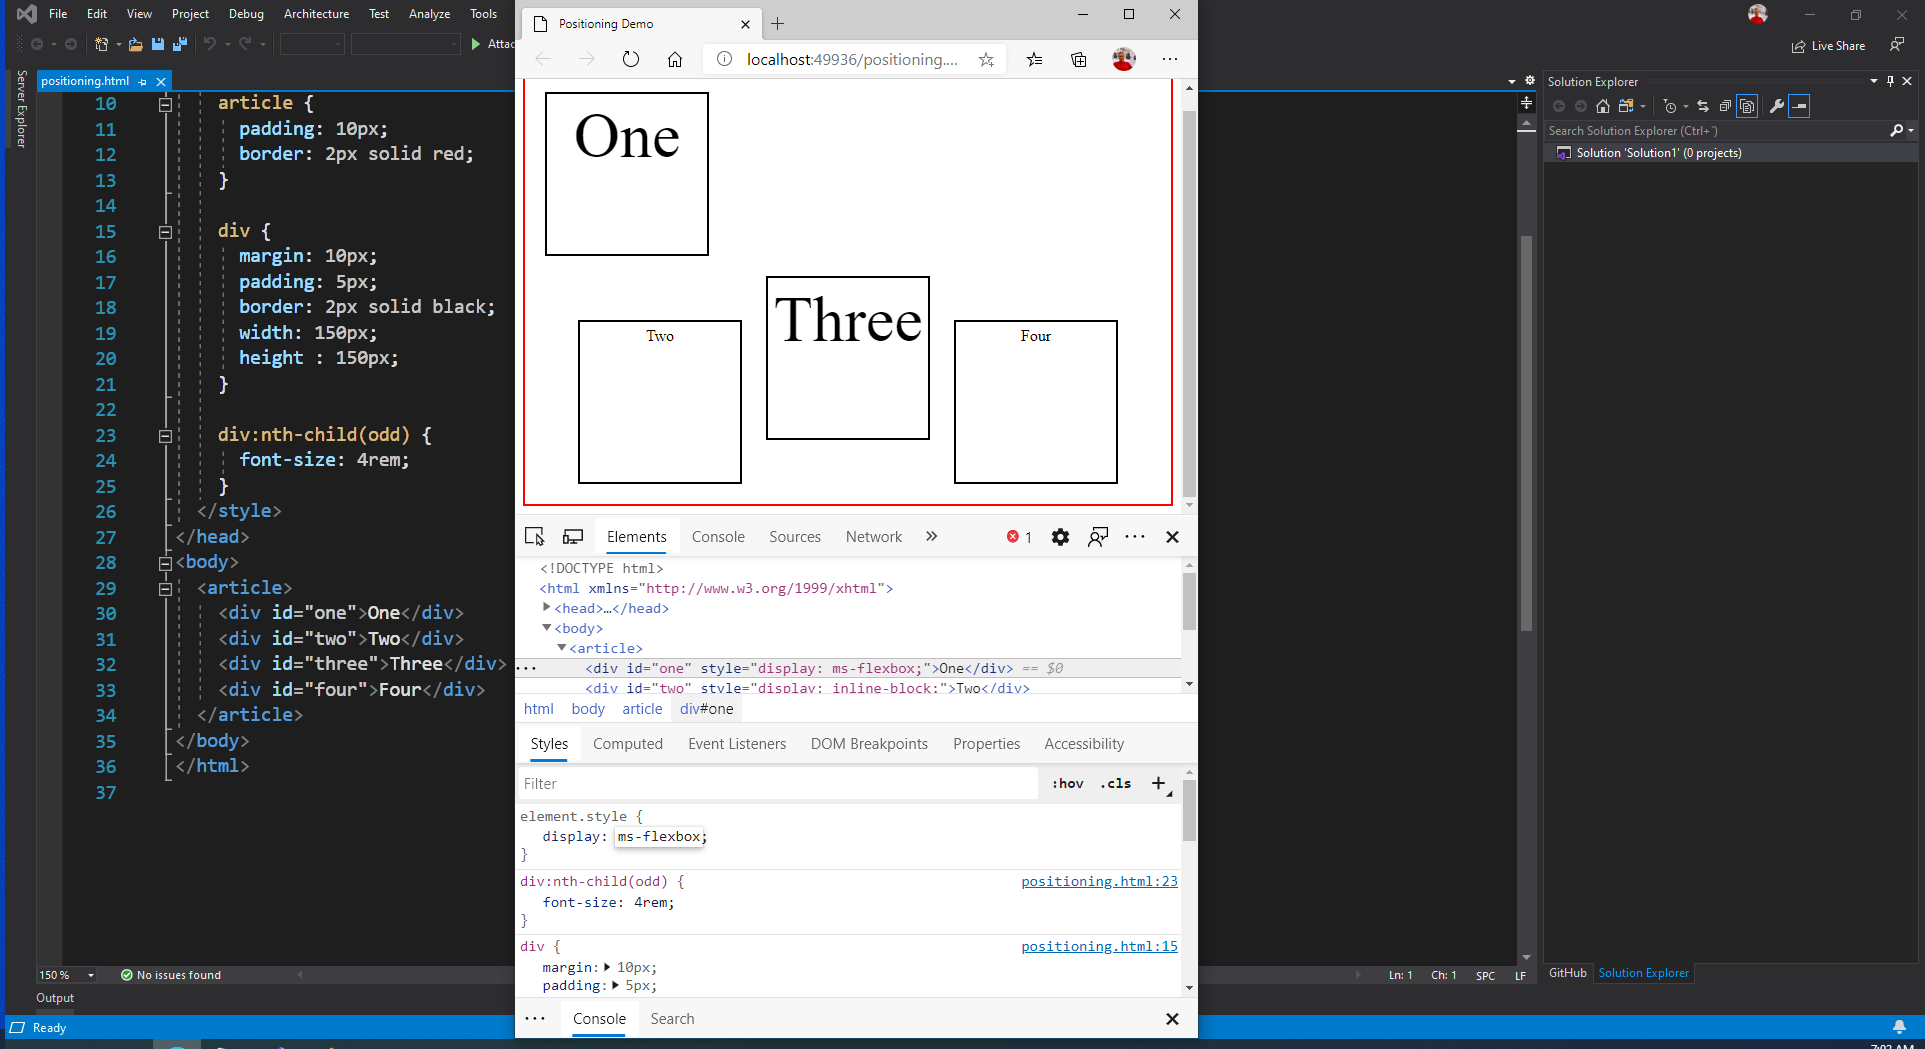 File Edit View Project Debug Architecture Test Analyze Tools
Attac
Live Share
Server Explorer
positioning.html
10 article {
11 padding: 10px;
12 border: 2px solid red;
13 }
14
15 div {
16 margin: 10px;
17 padding: 5px;
18 border: 2px solid black;
19 width: 150px;
20 height : 150px;
21 }
22
23 div:nth-child(odd) {
24 font-size: 4rem;
25 }
26 </style>
27 </head>
28 <body>
29 <article>
30 <div id="one">One</div>
31 <div id="two">Two</div>
32 <div id="three">Three</div>
33 <div id="four">Four</div>
34 </article>
35 </body>
36 </html>
37
150 %
No issues found
Output
Ready
Positioning Demo
localhost:49936/positioning....
One
Two
Three
Four
Elements Console Sources Network » 1
<!DOCTYPE html>
<html xmlns="http://www.w3.org/1999/xhtml">
<head>…</head>
<body>
<article>
<div id="one" style="display: ms-flexbox;">One</div> == $0
<div id="two" style="display: inline-block;">Two</div>
html body article div#one
Styles Computed Event Listeners DOM Breakpoints Properties Accessibility
Filter :hov .cls +
element.style {
display: ms-flexbox;
}
div:nth-child(odd) { positioning.html:23
font-size: 4rem;
}
div { positioning.html:15
margin: 10px;
padding: 5px;
Console Search
Solution Explorer
Search Solution Explorer (Ctrl+`)
Solution 'Solution1' (0 projects)
Ln: 1 Ch: 1 SPC LF
GitHub Solution Explorer
7:02 AM